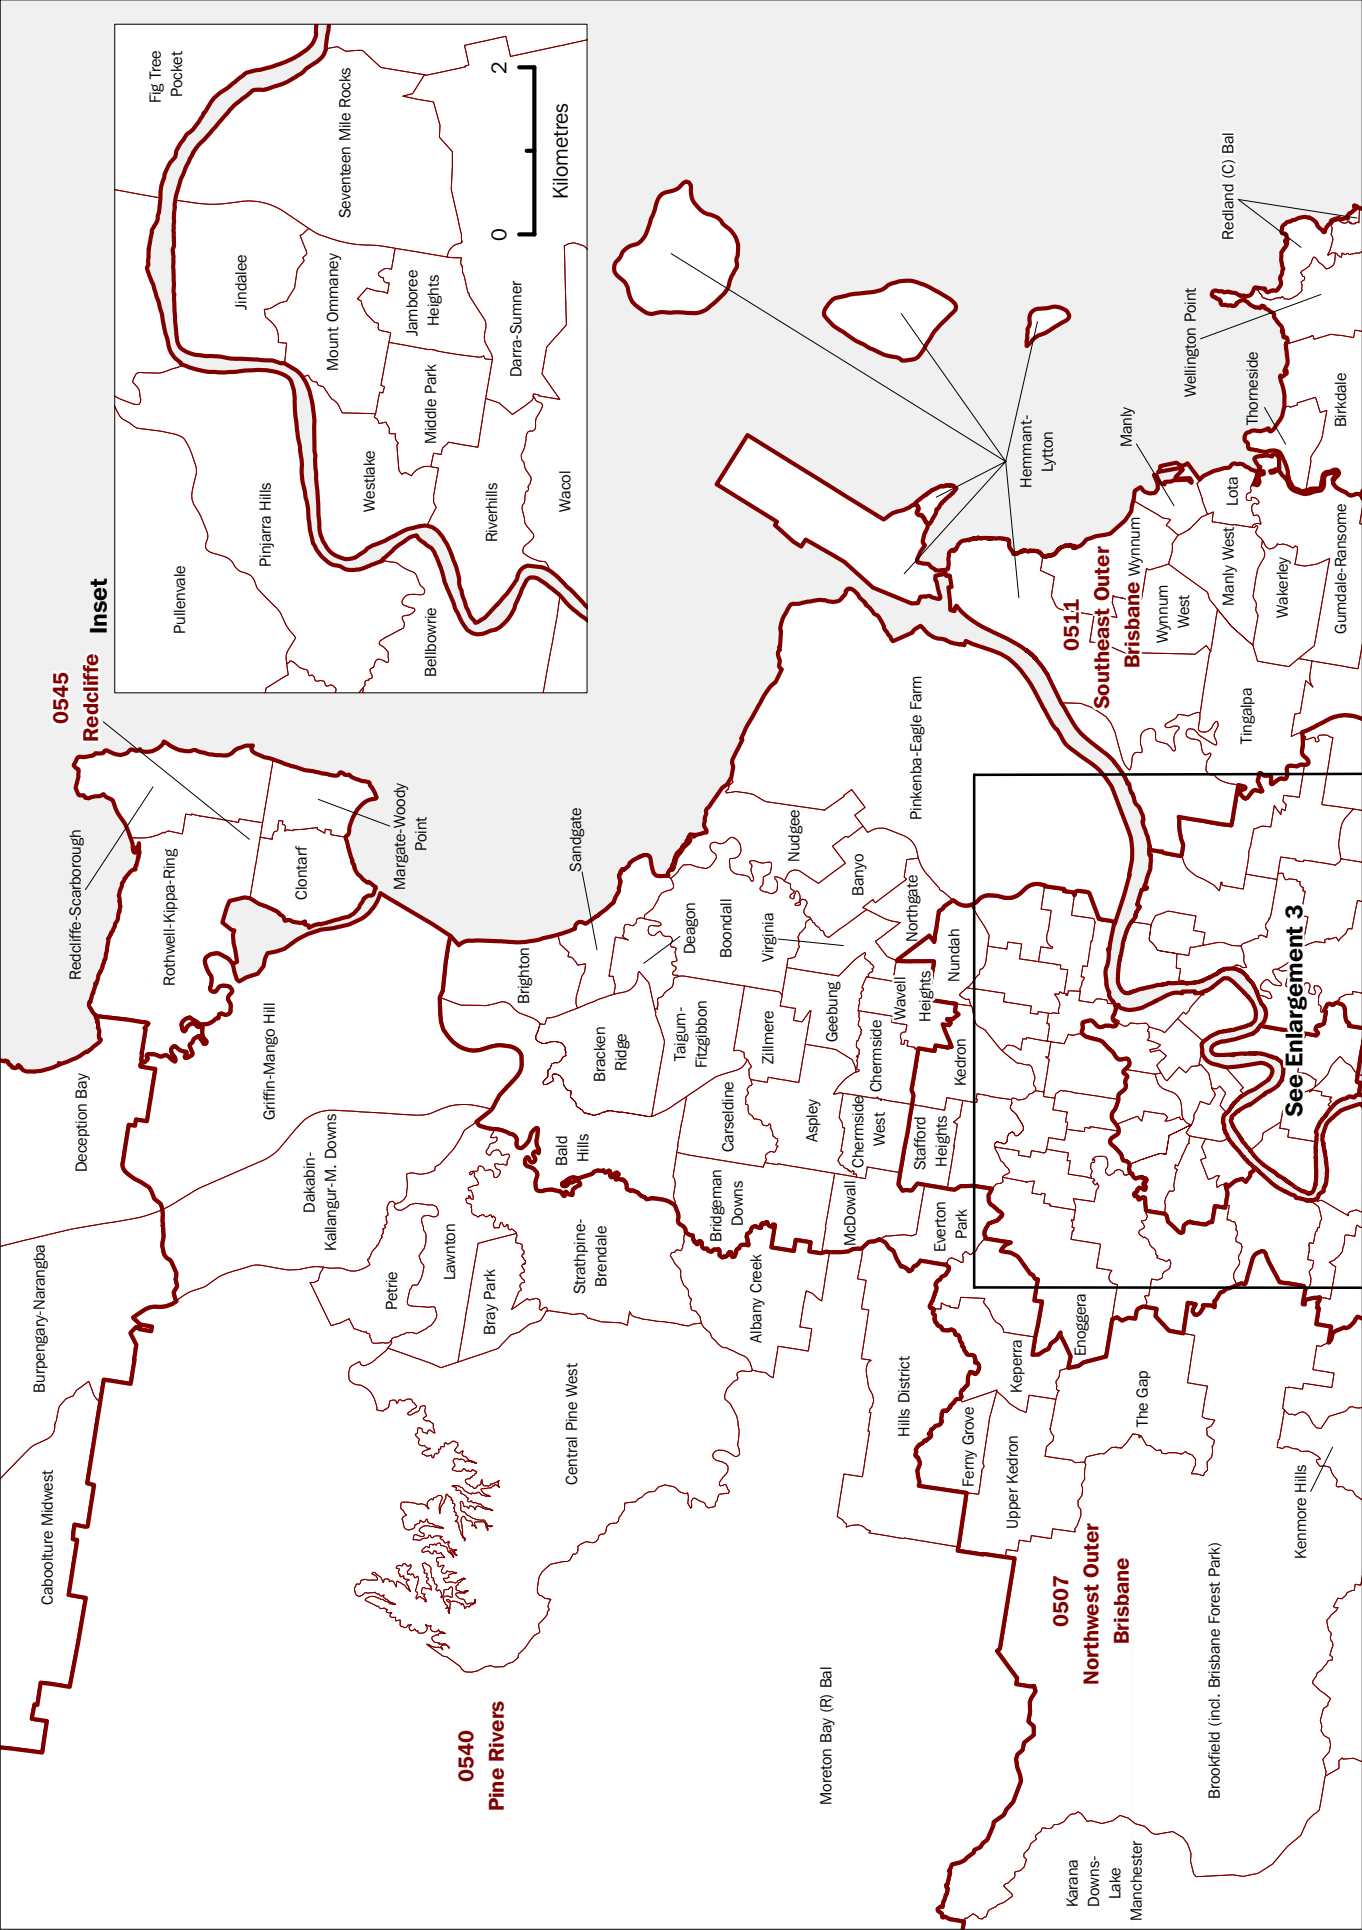 Caboolture Midwest
Burpengary-Narangba
Deception Bay
Redcliffe-Scarborough
0545
Redcliffe
Rothwell-Kippa-Ring
Clontarf
Margate-Woody
Point
Griffin-Mango Hill
Dakabin-
Kallangur-M. Downs
Petrie
Lawnton
Bray Park
Strathpine-
Brendale
0540
Pine Rivers
Central Pine West
Albany Creek
Hills District
Moreton Bay (R) Bal
Brighton
Sandgate
Deagon
Bracken
Ridge
Bald
Hills
Taigum-
Fitzgibbon
Boondall
Virginia
Nudgee
Banyo
Northgate
Pinkenba-Eagle Farm
Carseldine
Zillmere
Geebung
Bridgeman
Downs
Aspley
Chermside
Chermside
West
Wavell
Heights
Nundah
McDowall
Stafford
Heights
Kedron
Everton
Park
Ferny Grove
Keperra
Upper Kedron
Enoggera
The Gap
0507
Northwest Outer
Brisbane
Brookfield (incl. Brisbane Forest Park)
Kenmore Hills
Karana
Downs-
Lake
Manchester
See Enlargement 3
Hemmant-
Lytton
0511
Southeast Outer
Brisbane
Wynnum
Wynnum
West
Manly
Manly West
Lota
Tingalpa
Wakerley
Gumdale-Ransome
Thorneside
Birkdale
Wellington Point
Redland (C) Bal
Inset
Fig Tree
Pocket
Seventeen Mile Rocks
Jindalee
Mount Ommaney
Jamboree
Heights
Middle Park
Darra-Sumner
Westlake
Riverhills
Wacol
Pinjarra Hills
Pullenvale
Bellbowrie
0
2
Kilometres